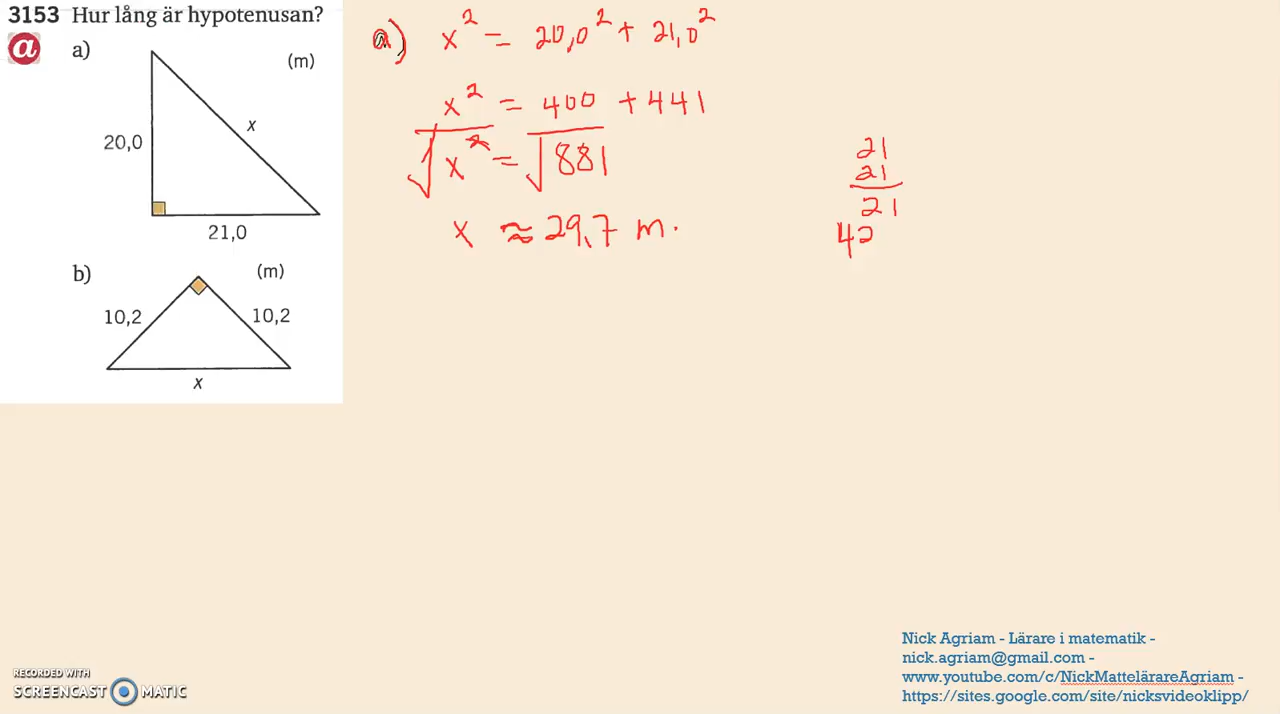 3153 Hur lång är hypotenusan?
a
a)
(m)
20,0
x
21,0
b)
(m)
10,2
10,2
x
a) x² = 20,0² + 21,0²
x² = 400 + 441
√x² = √881
x ≈ 29,7 m.
21
21
21
42
Nick Agriam - Lärare i matematik -
nick.agriam@gmail.com -
www.youtube.com/c/NickMattelärareAgriam -
https://sites.google.com/site/nicksvideoklipp/
RECORDED WITH
SCREENCAST MATIC